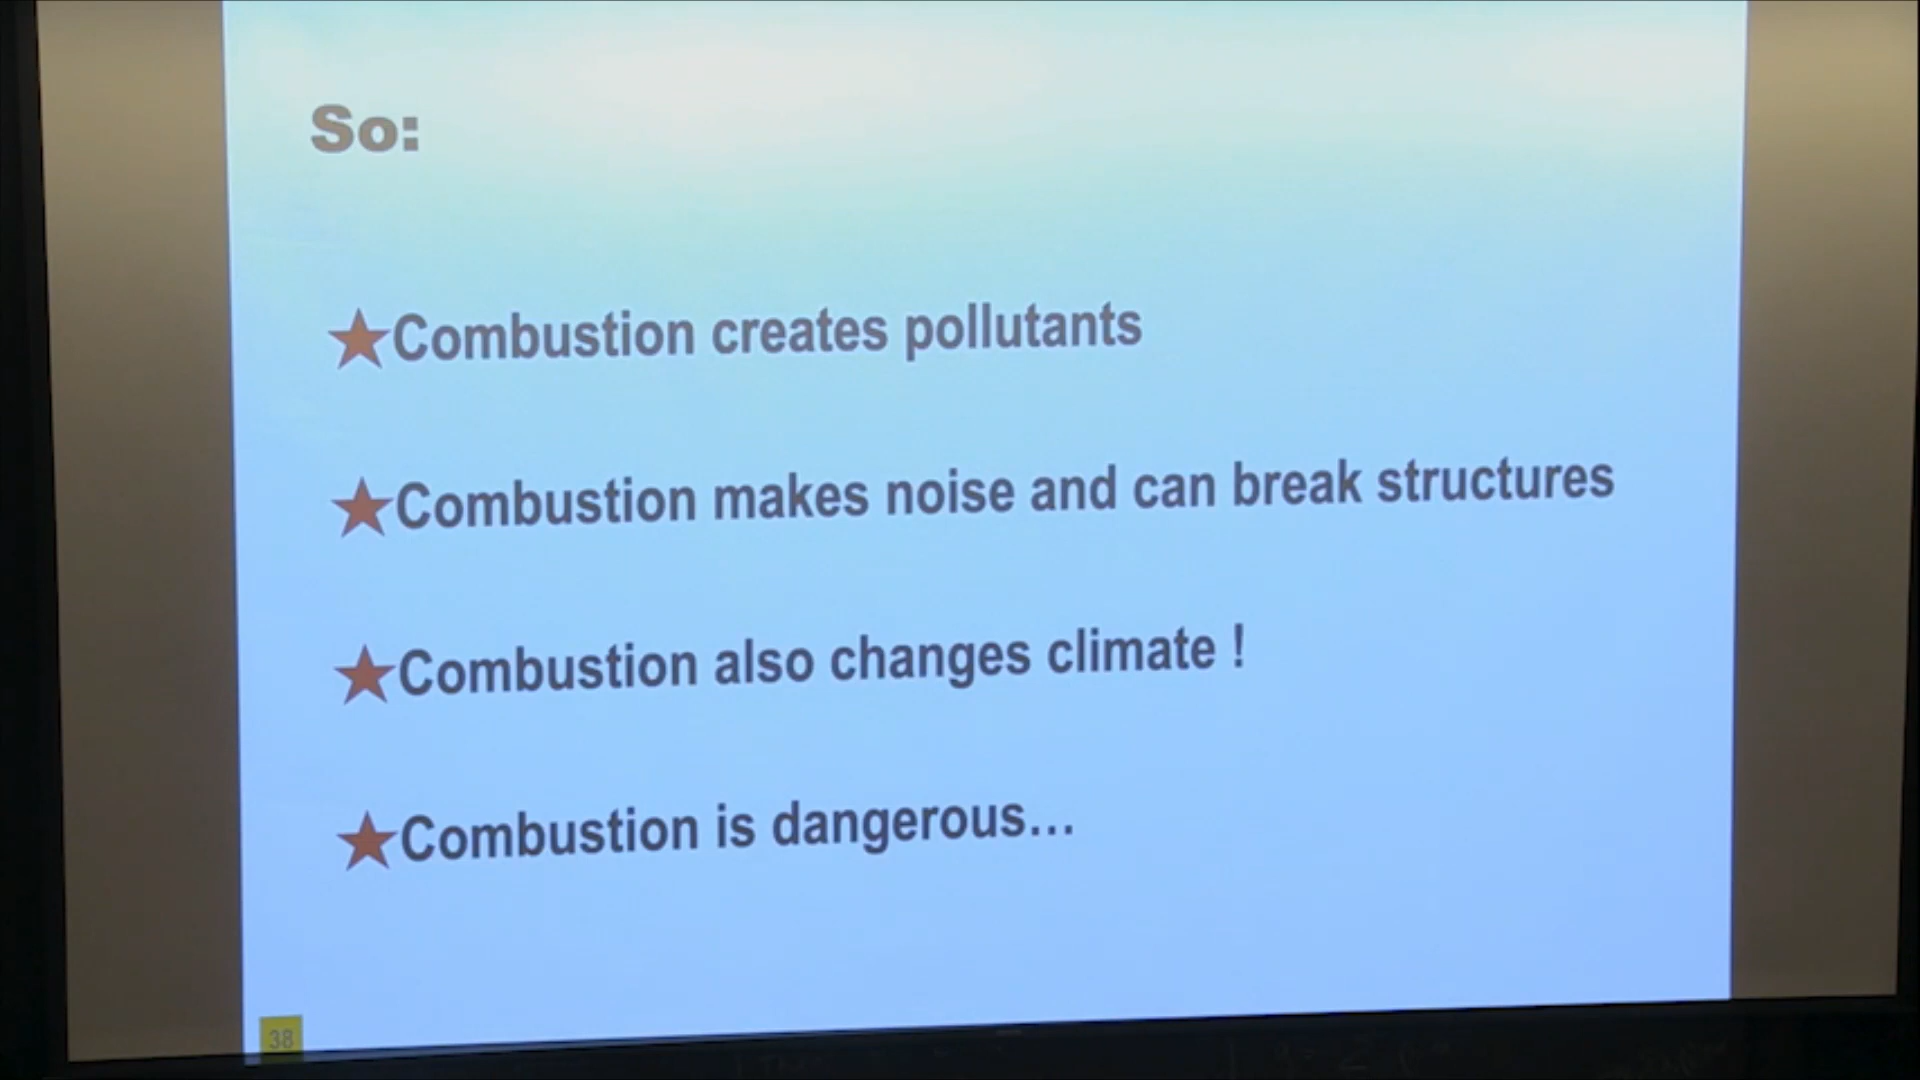 So:
Combustion creates pollutants
Combustion makes noise and can break structures
Combustion also changes climate !
Combustion is dangerous...
38